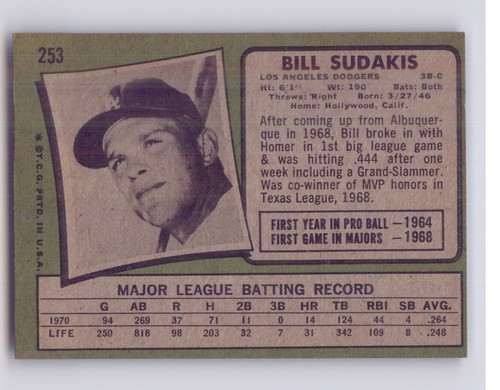 253
BILL SUDAKIS
LOS ANGELES DODGERS 3B-C
Ht: 6/1" Wt: 190 Bats: Both
Throws: Right Born: 3/27/46
Home: Hollywood, Calif.
After coming up from Albuquer-
que in 1968, Bill broke in with
Homer in 1st big league game
& was hitting .444 after one
week including a Grand-Slammer.
Was co-winner of MVP honors in
Texas League, 1968.
FIRST YEAR IN PRO BALL—1964
FIRST GAME IN MAJORS —1968
* ©T.C.G. PRTD. IN U.S.A.
MAJOR LEAGUE BATTING RECORD
G AB R H 2B 3B HR TB RBI SB AVG.
1970 94 269 37 71 11 0 14 124 44 4 .264
LIFE 250 818 98 203 32 7 31 342 109 8 .248